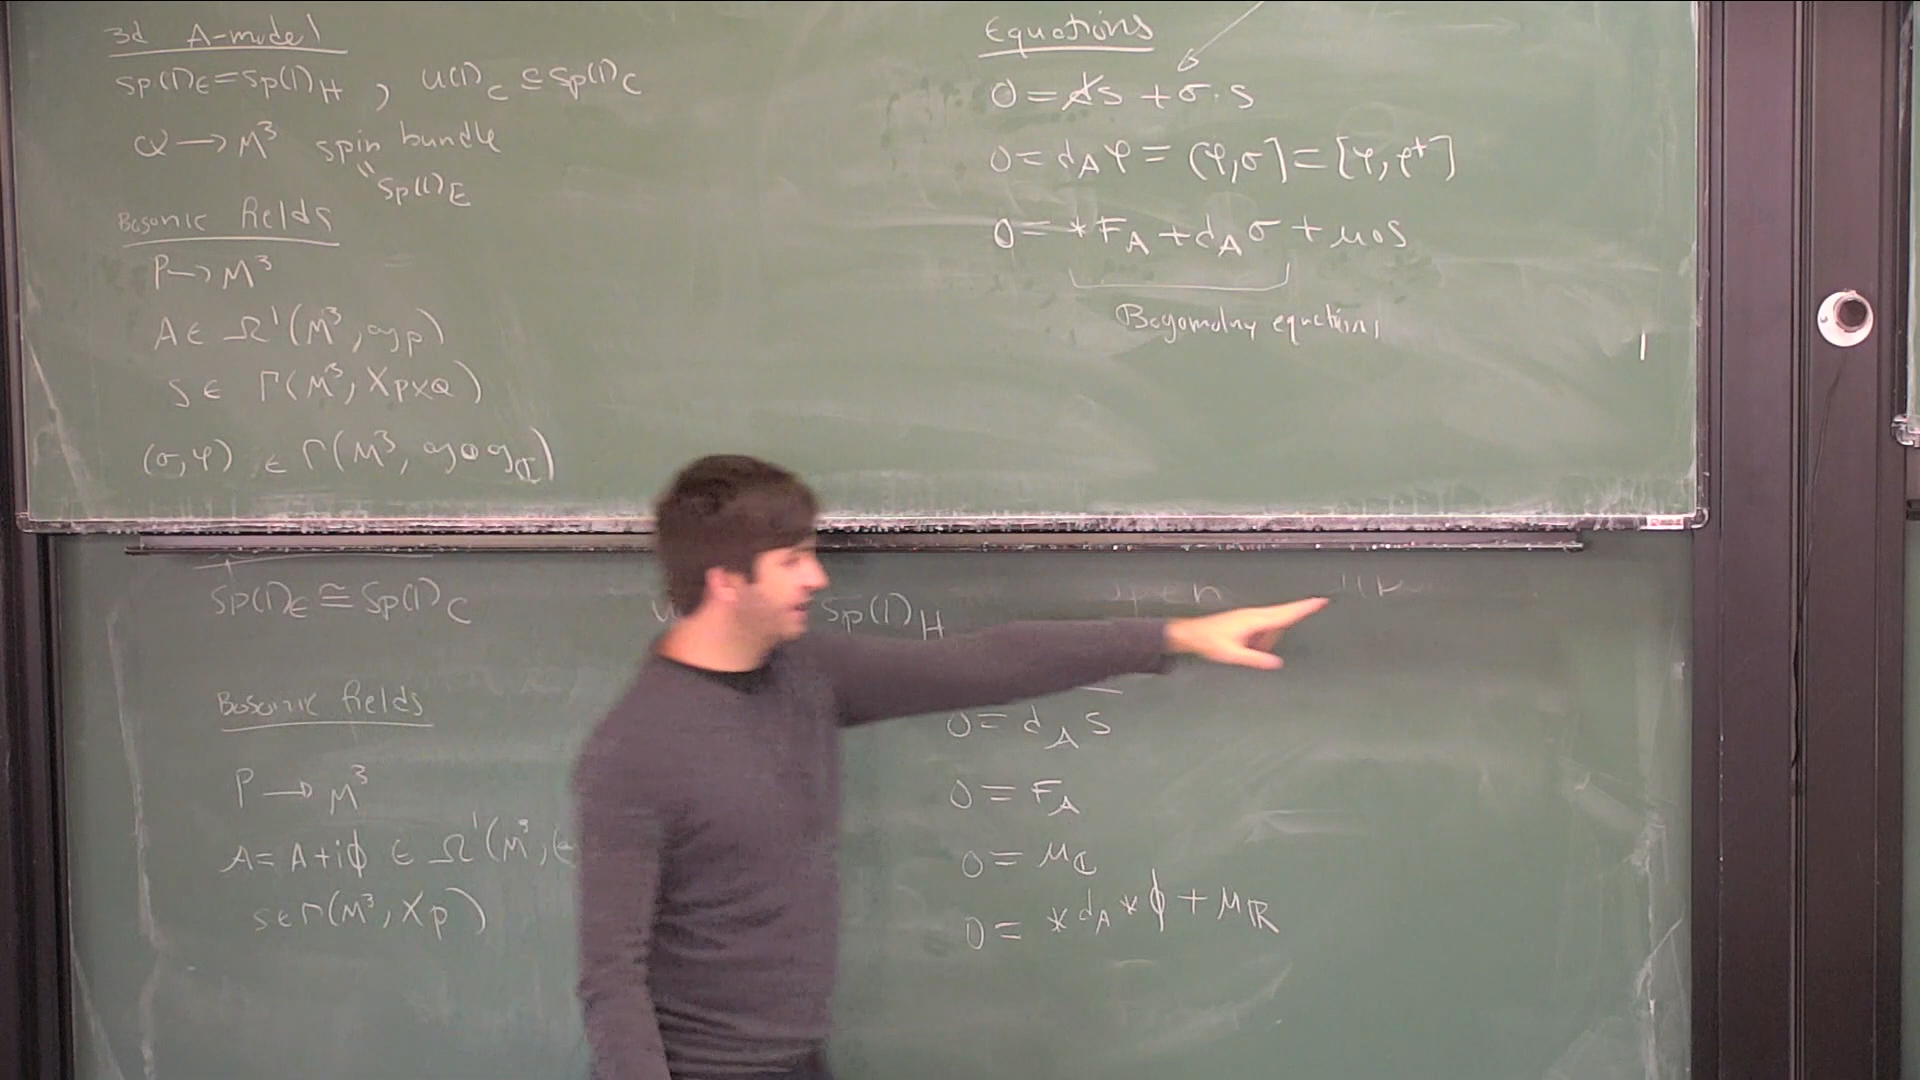 3d A-model
Sp(1)_E = Sp(1)_H , U(1)_C ⊆ Sp(1)_C
Q → M³ spin bundle
" Sp(1)_E
Bosonic fields
P → M³
A ∈ Ω¹(M³, 𝔤_P)
S ∈ Γ(M³, X_{P×Q})
(σ, φ) ∈ Γ(M³, 𝔤 ⊕ 𝔤_ℂ)
Equations
0 = d̸s + σ·s
0 = d_A φ = [φ, σ] = [φ, φ†]
0 = *F_A + d_A σ + μ∘s
Bogomolny equations
Sp(1)_E ≅ Sp(1)_C
Sp(1)_H
Bosonic fields
P → M³
A = A + iϕ ∈ Ω¹(M³,
s ∈ Γ(M³, X_P)
0 = d_A s
0 = F_A
0 = μ_ℂ
0 = *d_A*ϕ + μ_ℝ